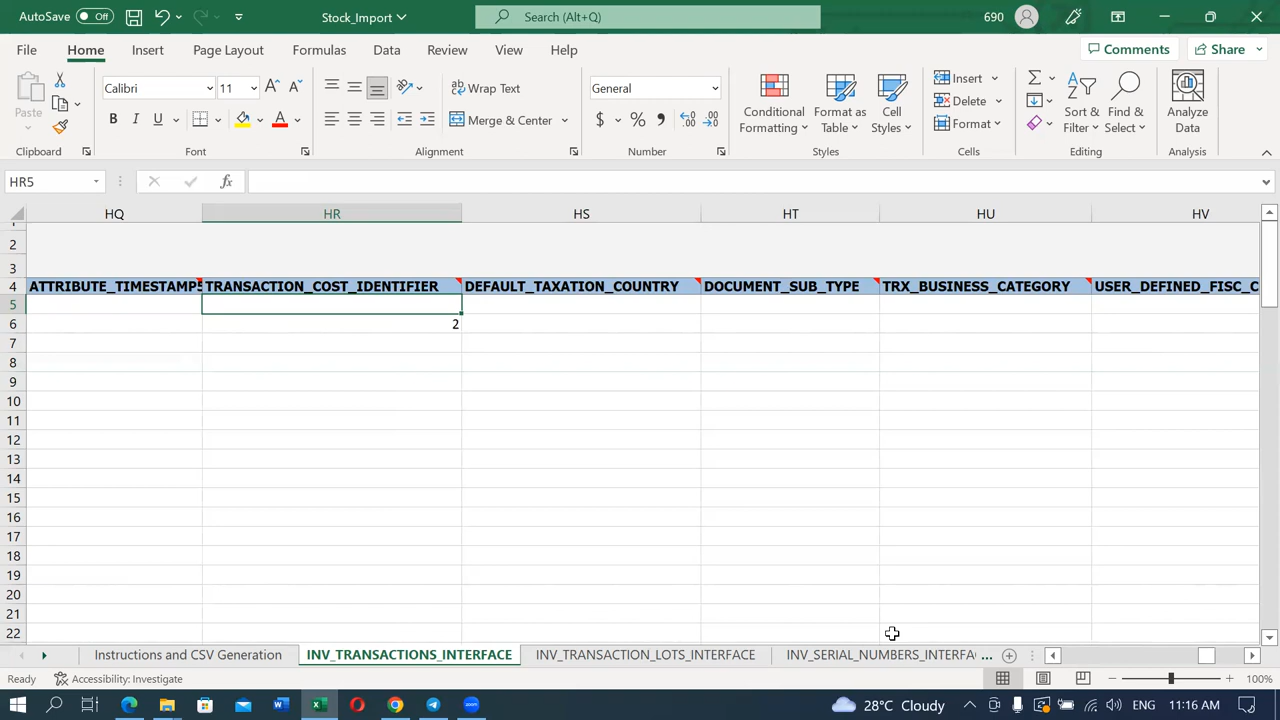 AutoSave Off Stock_Import Search (Alt+Q) 690
File Home Insert Page Layout Formulas Data Review View Help Comments Share
Calibri 11 Wrap Text General Insert
Paste Conditional Format as Cell Delete Sort & Find & Analyze
Merge & Center Formatting Table Styles Format Filter Select Data
Clipboard Font Alignment Number Styles Cells Editing Analysis
HR5 fx
HQ HR HS HT HU HV
2
3
4 ATTRIBUTE_TIMESTAMP5 TRANSACTION_COST_IDENTIFIER DEFAULT_TAXATION_COUNTRY DOCUMENT_SUB_TYPE TRX_BUSINESS_CATEGORY USER_DEFINED_FISC_C
5
6 2
7
8
9
10
11
12
13
14
15
16
17
18
19
20
21
22
Instructions and CSV Generation INV_TRANSACTIONS_INTERFACE INV_TRANSACTION_LOTS_INTERFACE INV_SERIAL_NUMBERS_INTERFA ...
Ready Accessibility: Investigate 100%
28°C Cloudy ENG 11:16 AM